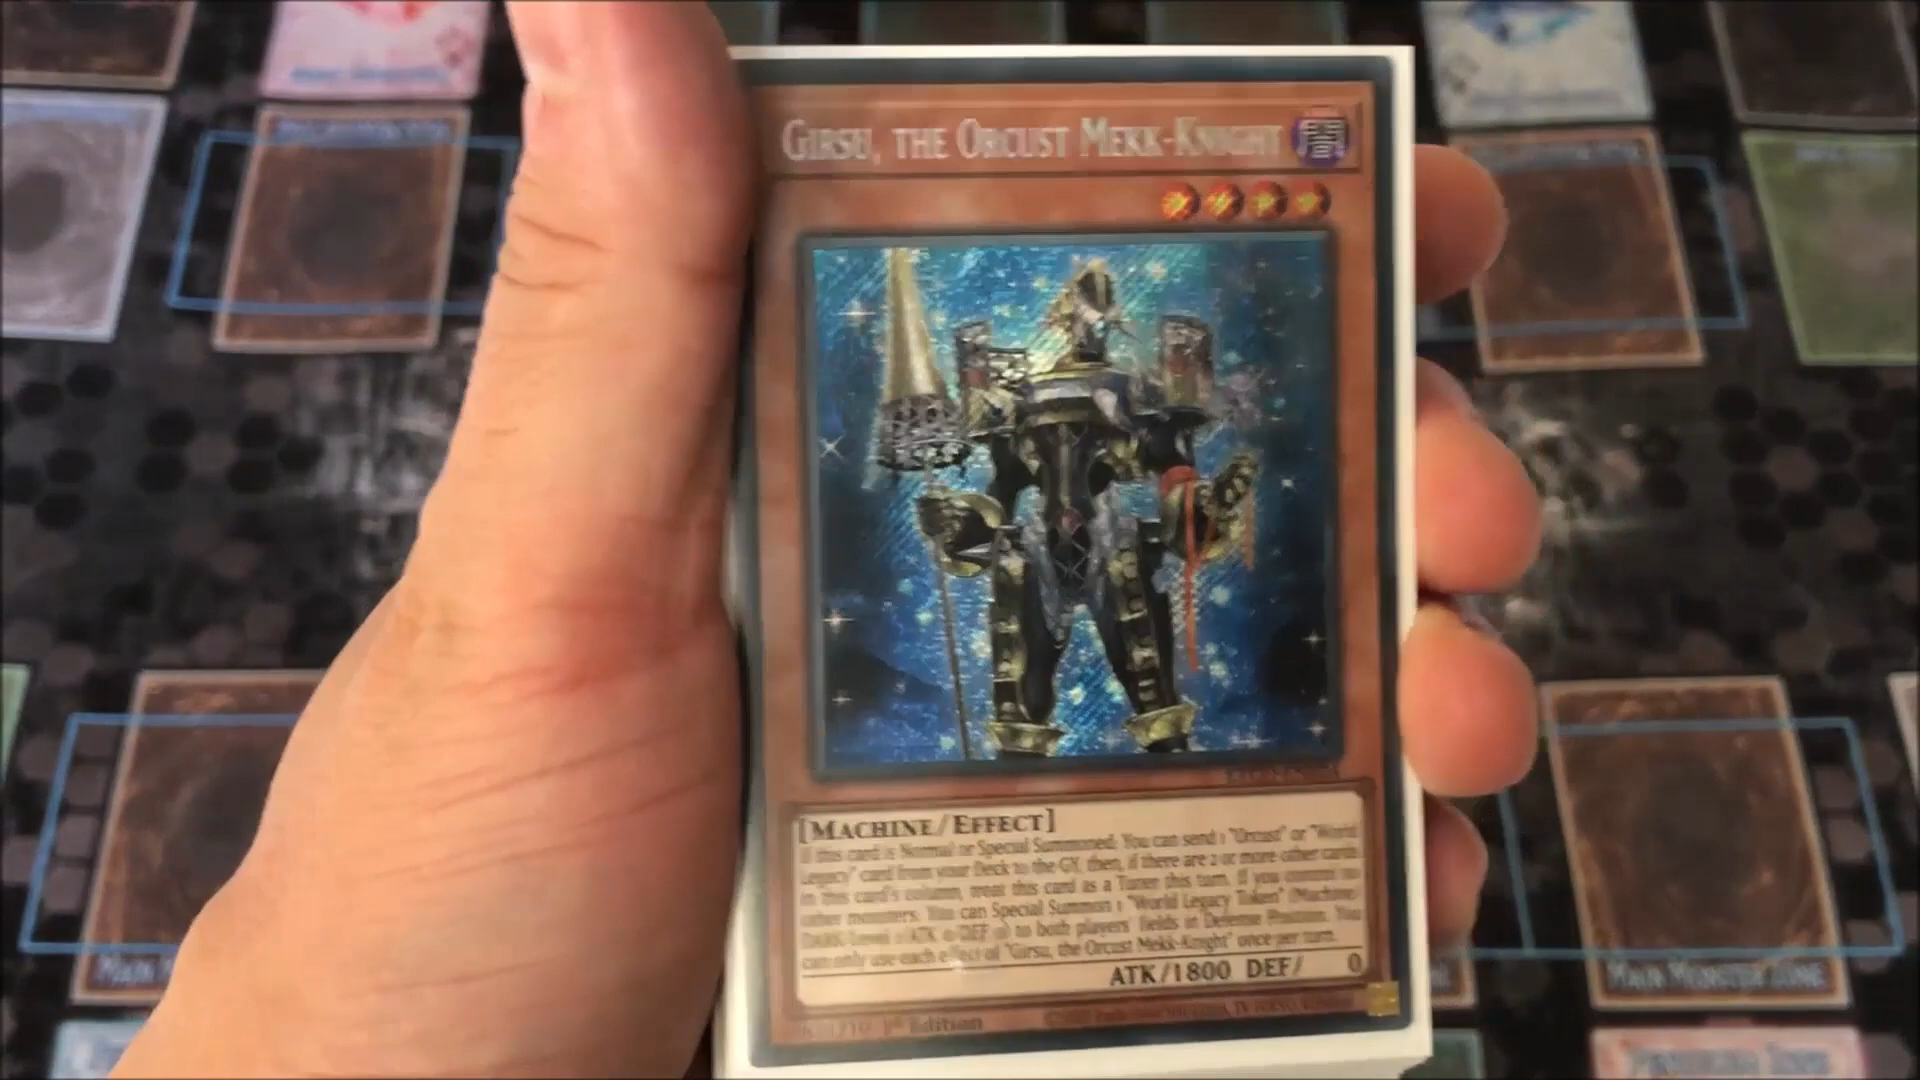 GIRSU, THE ORCUST MEKK-KNIGHT 闇
[MACHINE/EFFECT]
If this card is Normal or Special Summoned: You can send 1 "Orcust" or "World
Legacy" card from your Deck to the GY, then, if there are 2 or more other cards
in this card's column, treat this card as a Tuner this turn. If you control no
other monsters: You can Special Summon 1 "World Legacy Token" (Machine/
DARK/Level 1/ATK 0/DEF 0) to both players' fields in Defense Position. You
can only use each effect of "Girsu, the Orcust Mekk-Knight" once per turn.
ATK/1800 DEF/ 0
1st Edition
MAIN MONSTER ZONE